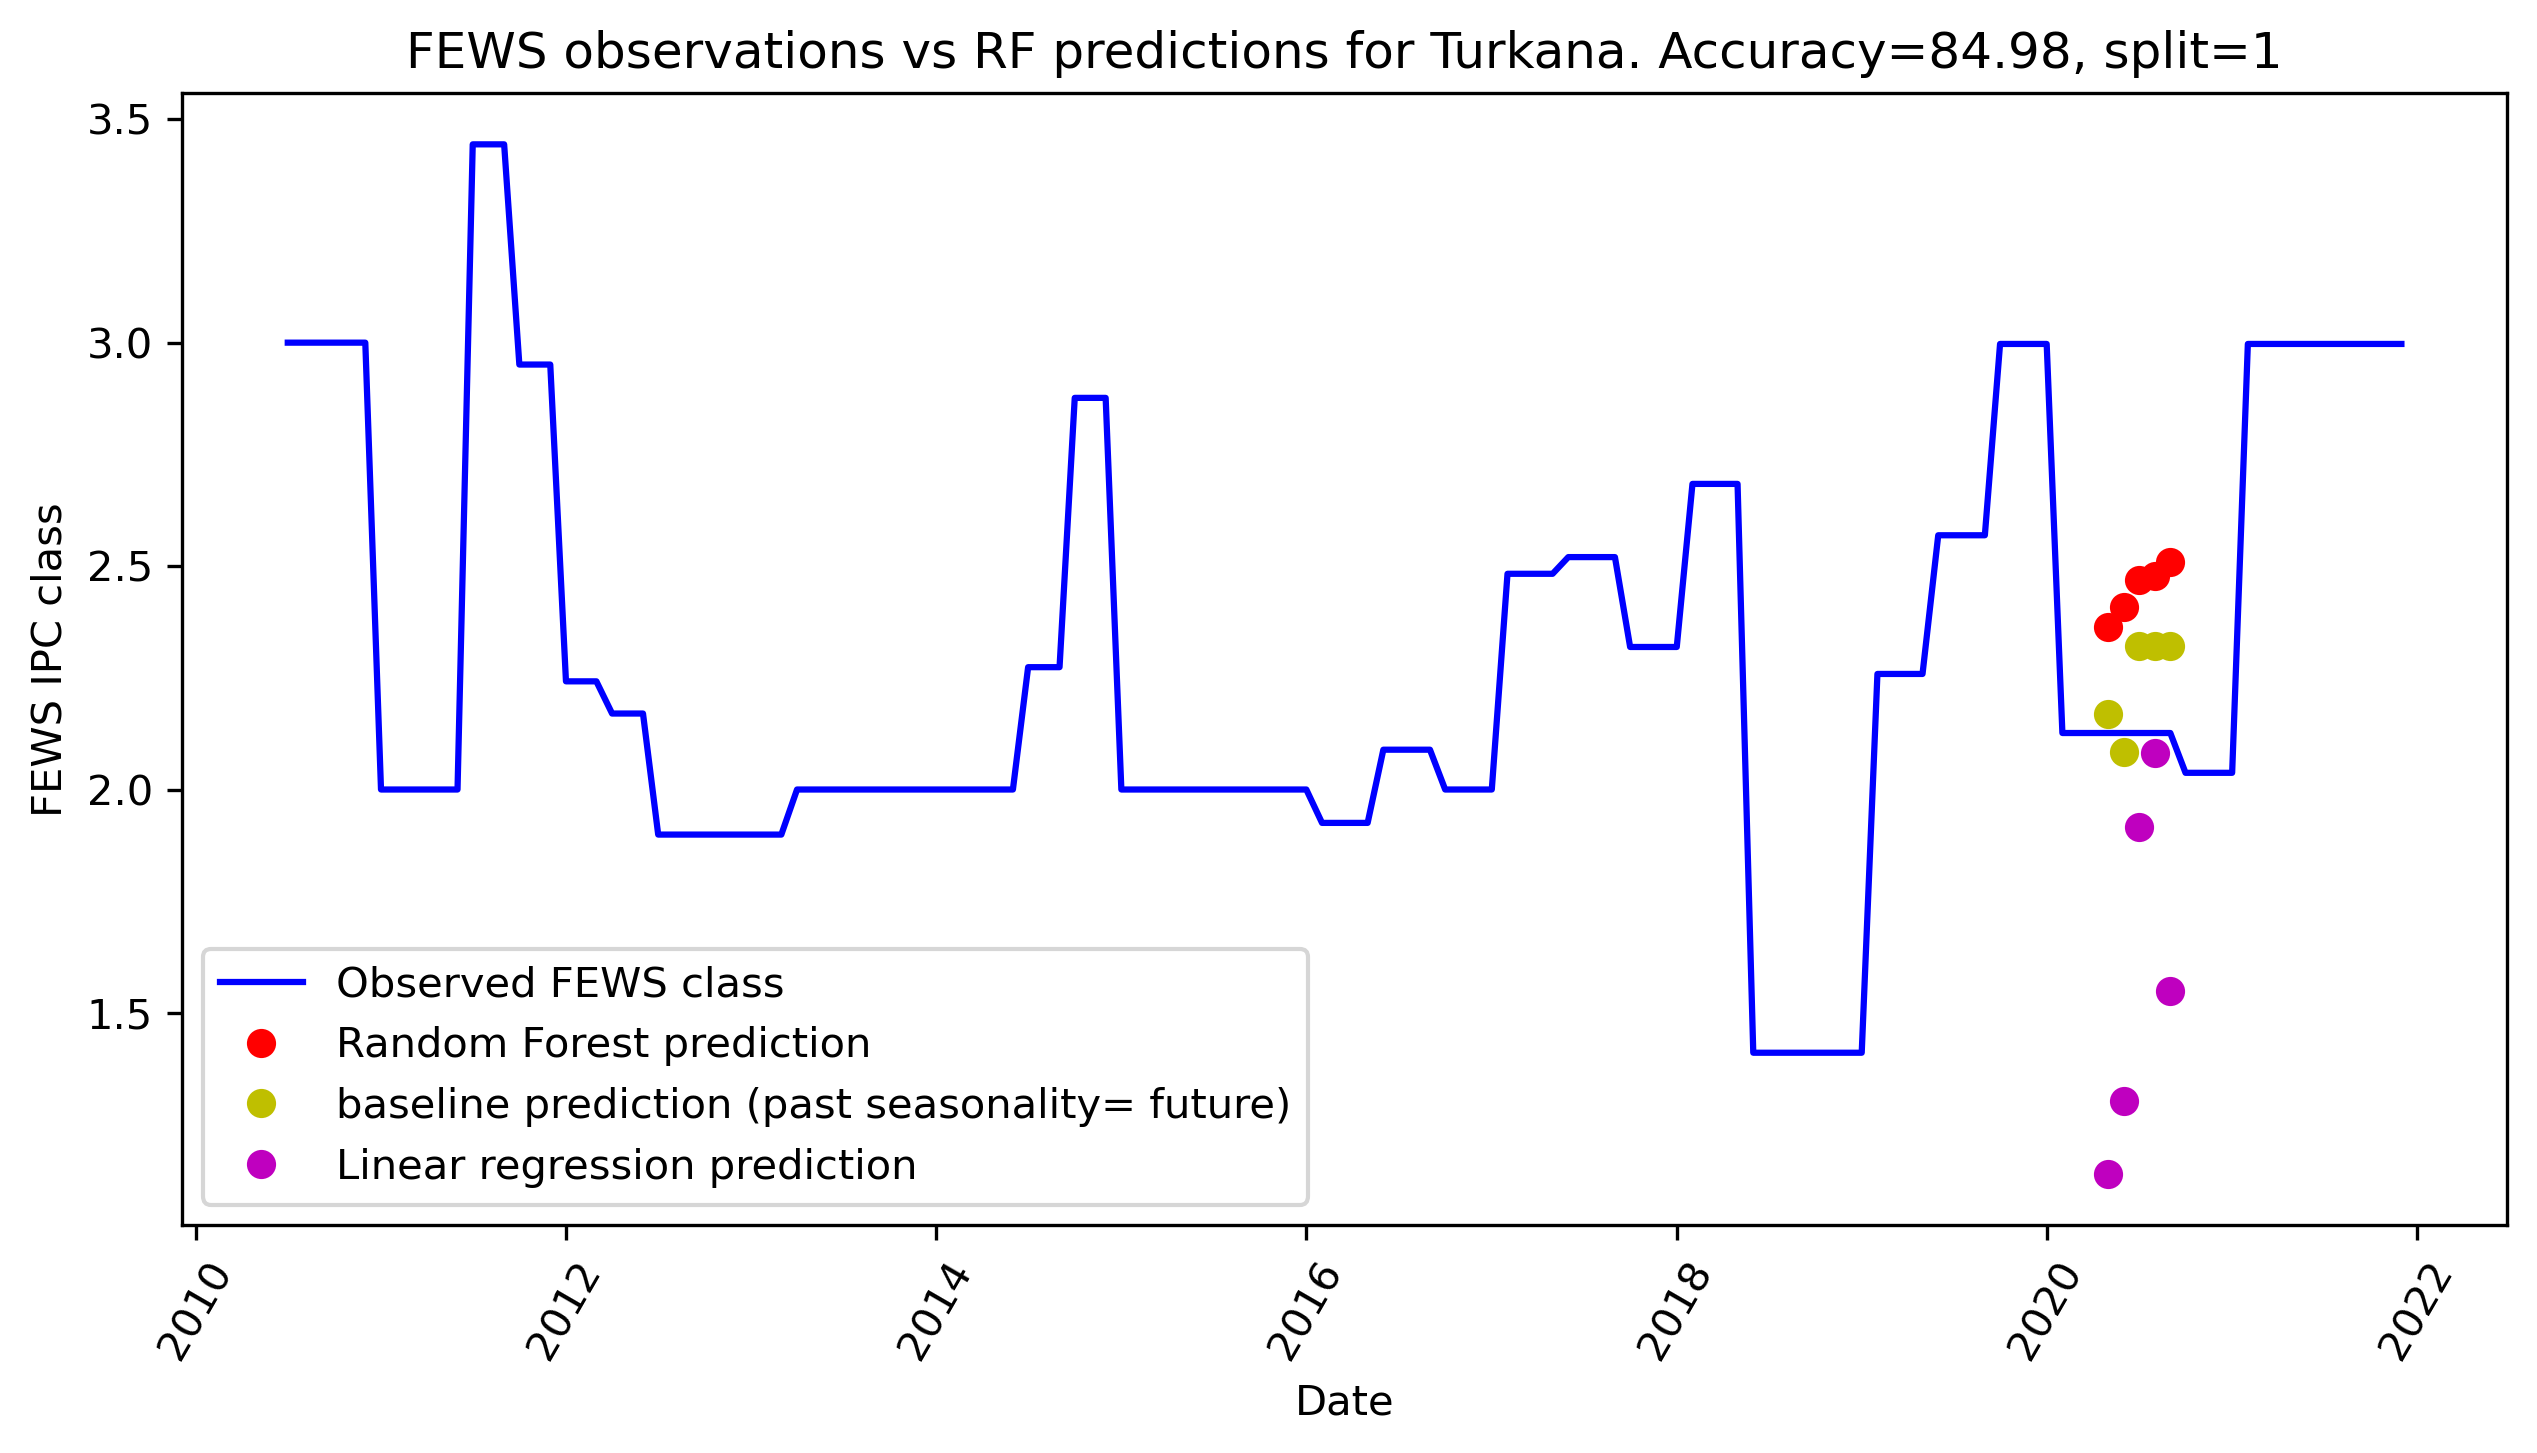 FEWS observations vs RF predictions for Turkana. Accuracy=84.98, split=1
FEWS IPC class
3.5
3.0
2.5
2.0
1.5
Observed FEWS class
Random Forest prediction
baseline prediction (past seasonality= future)
Linear regression prediction
2010
2012
2014
2016
2018
2020
2022
Date